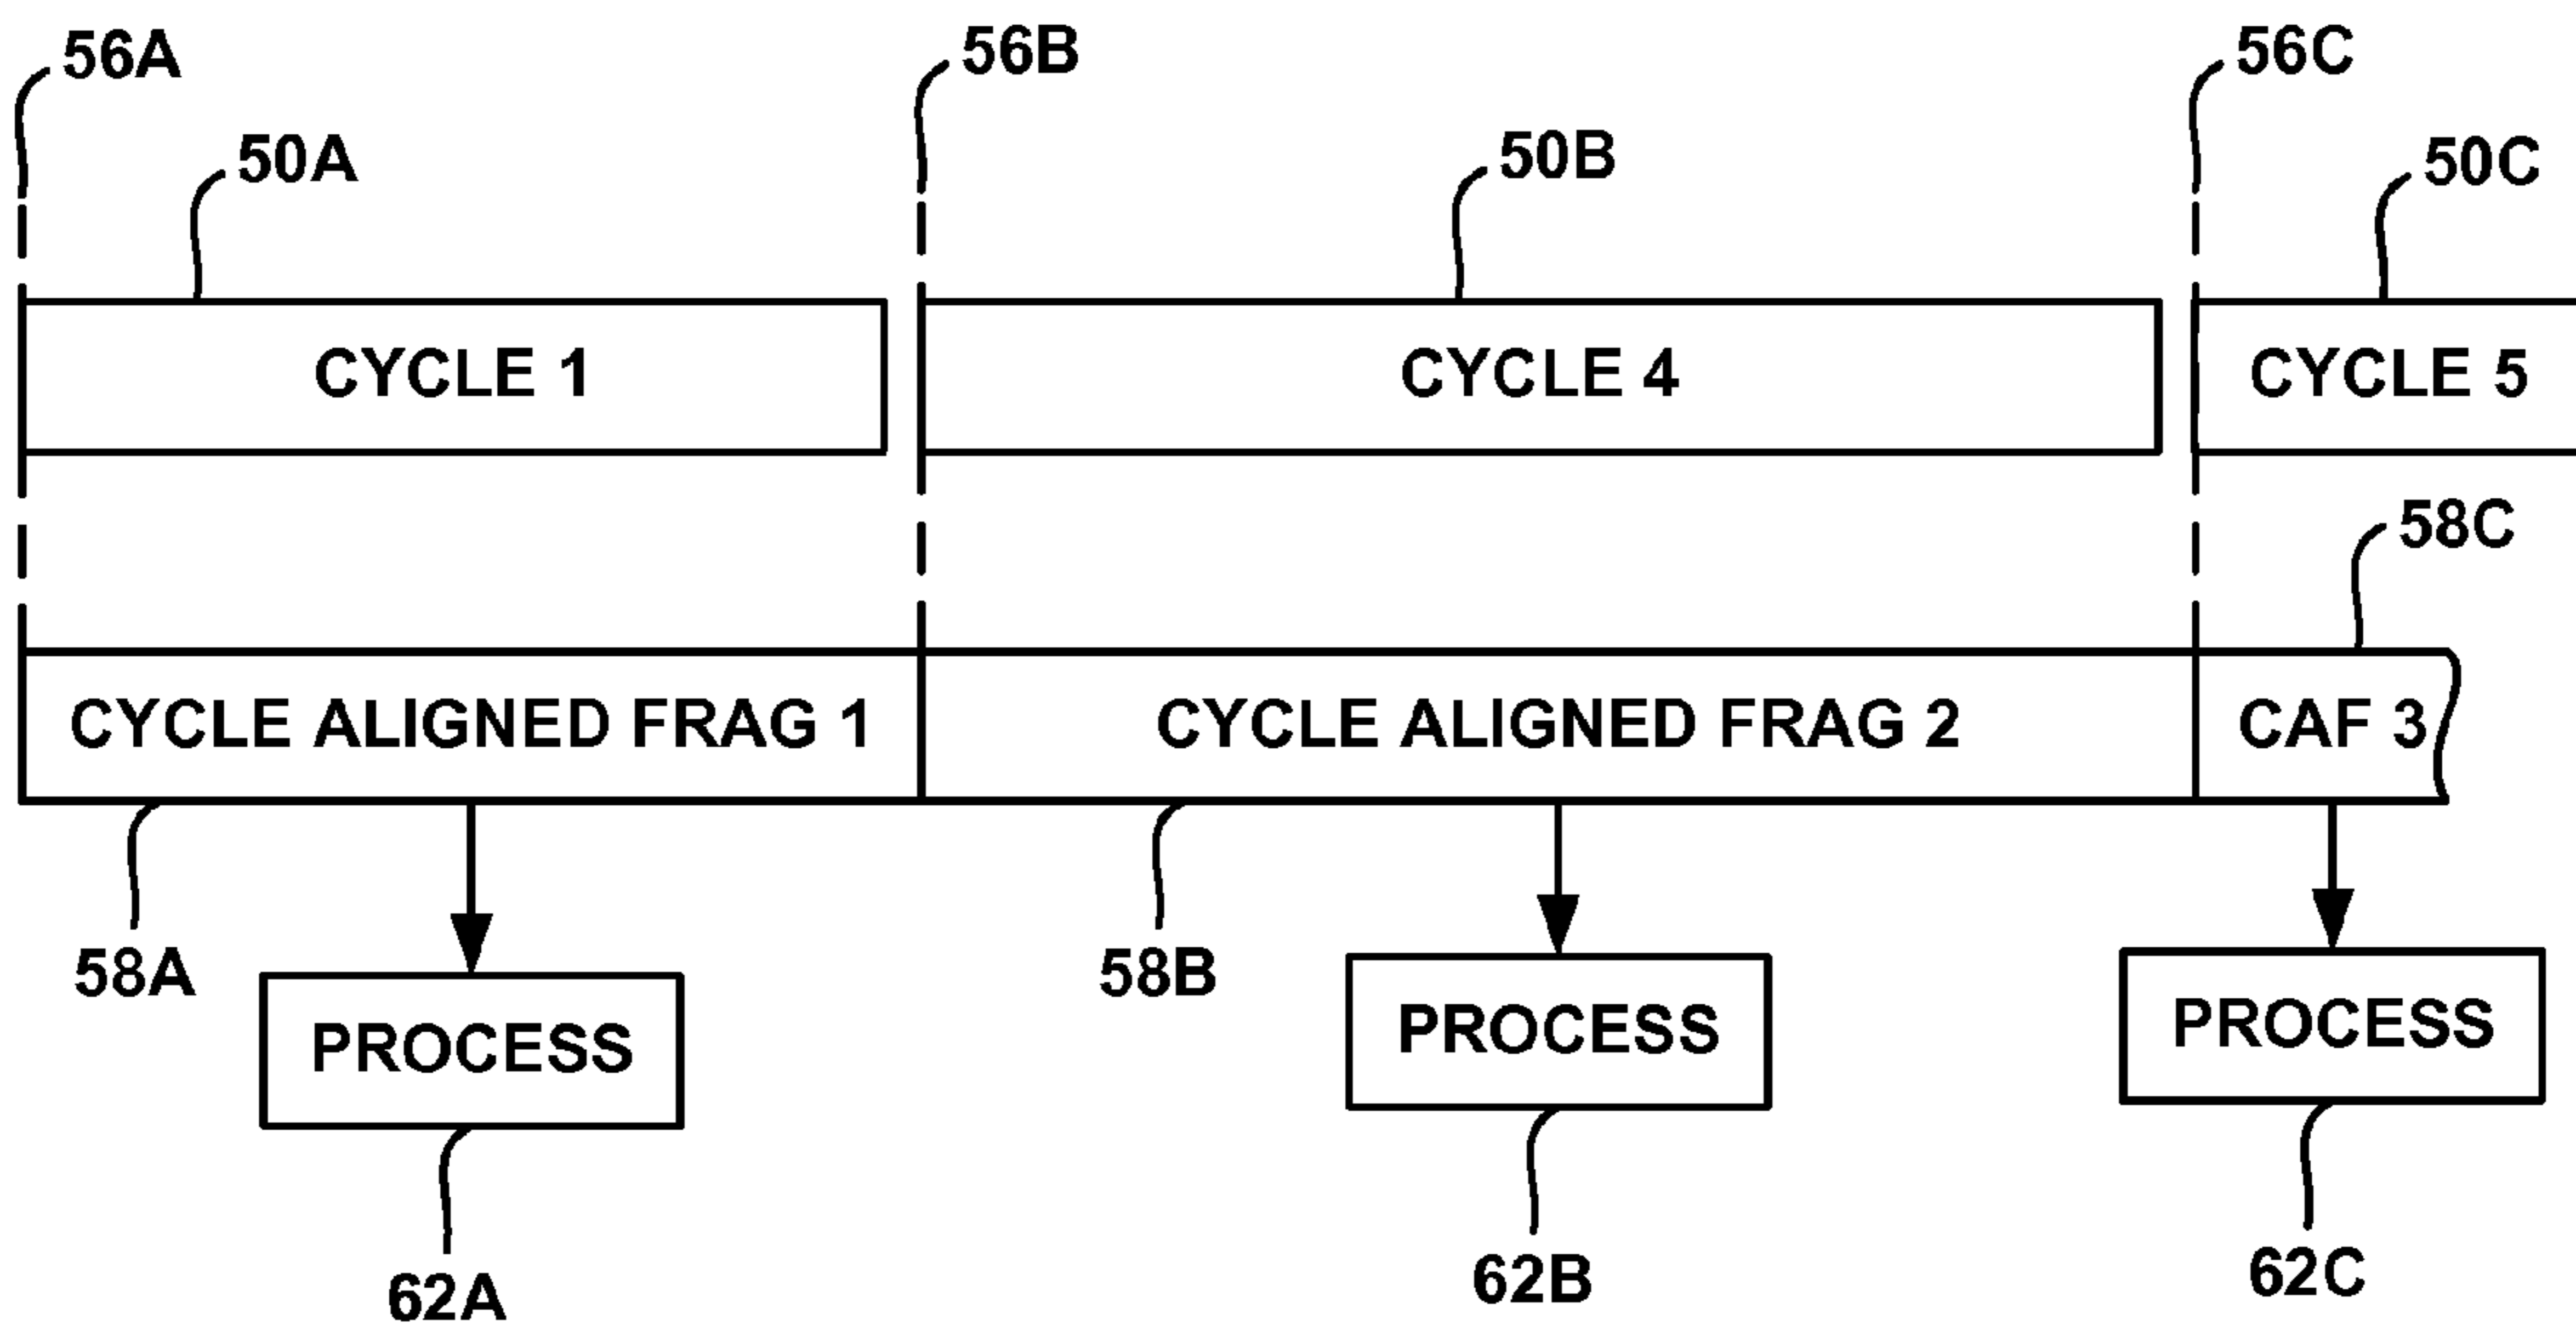 56A
56B
56C
50A
50B
50C
CYCLE 1
CYCLE 4
CYCLE 5
58C
CYCLE ALIGNED FRAG 1
CYCLE ALIGNED FRAG 2
CAF 3
58A
58B
PROCESS
PROCESS
PROCESS
62A
62B
62C